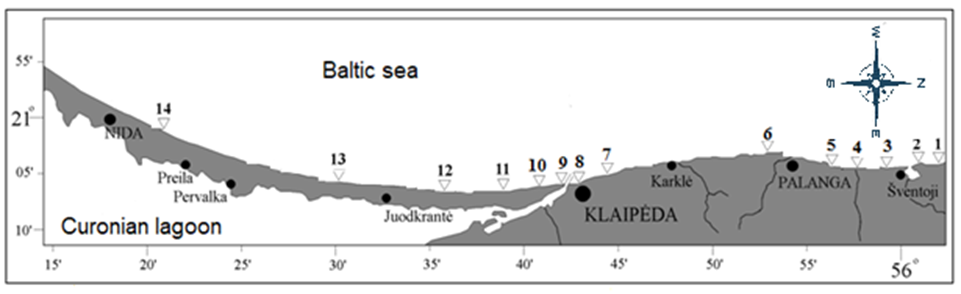 W
S N
E
Baltic sea
55'
21°
05'
10'
14
13
12
11
10
9
8
7
6
5
4
3
2
1
NIDA
Preila
Pervalka
Juodkrantė
KLAIPĖDA
Karklė
PALANGA
Šventoji
Curonian lagoon
15' 20' 25' 30' 35' 40' 45' 50' 55' 56°